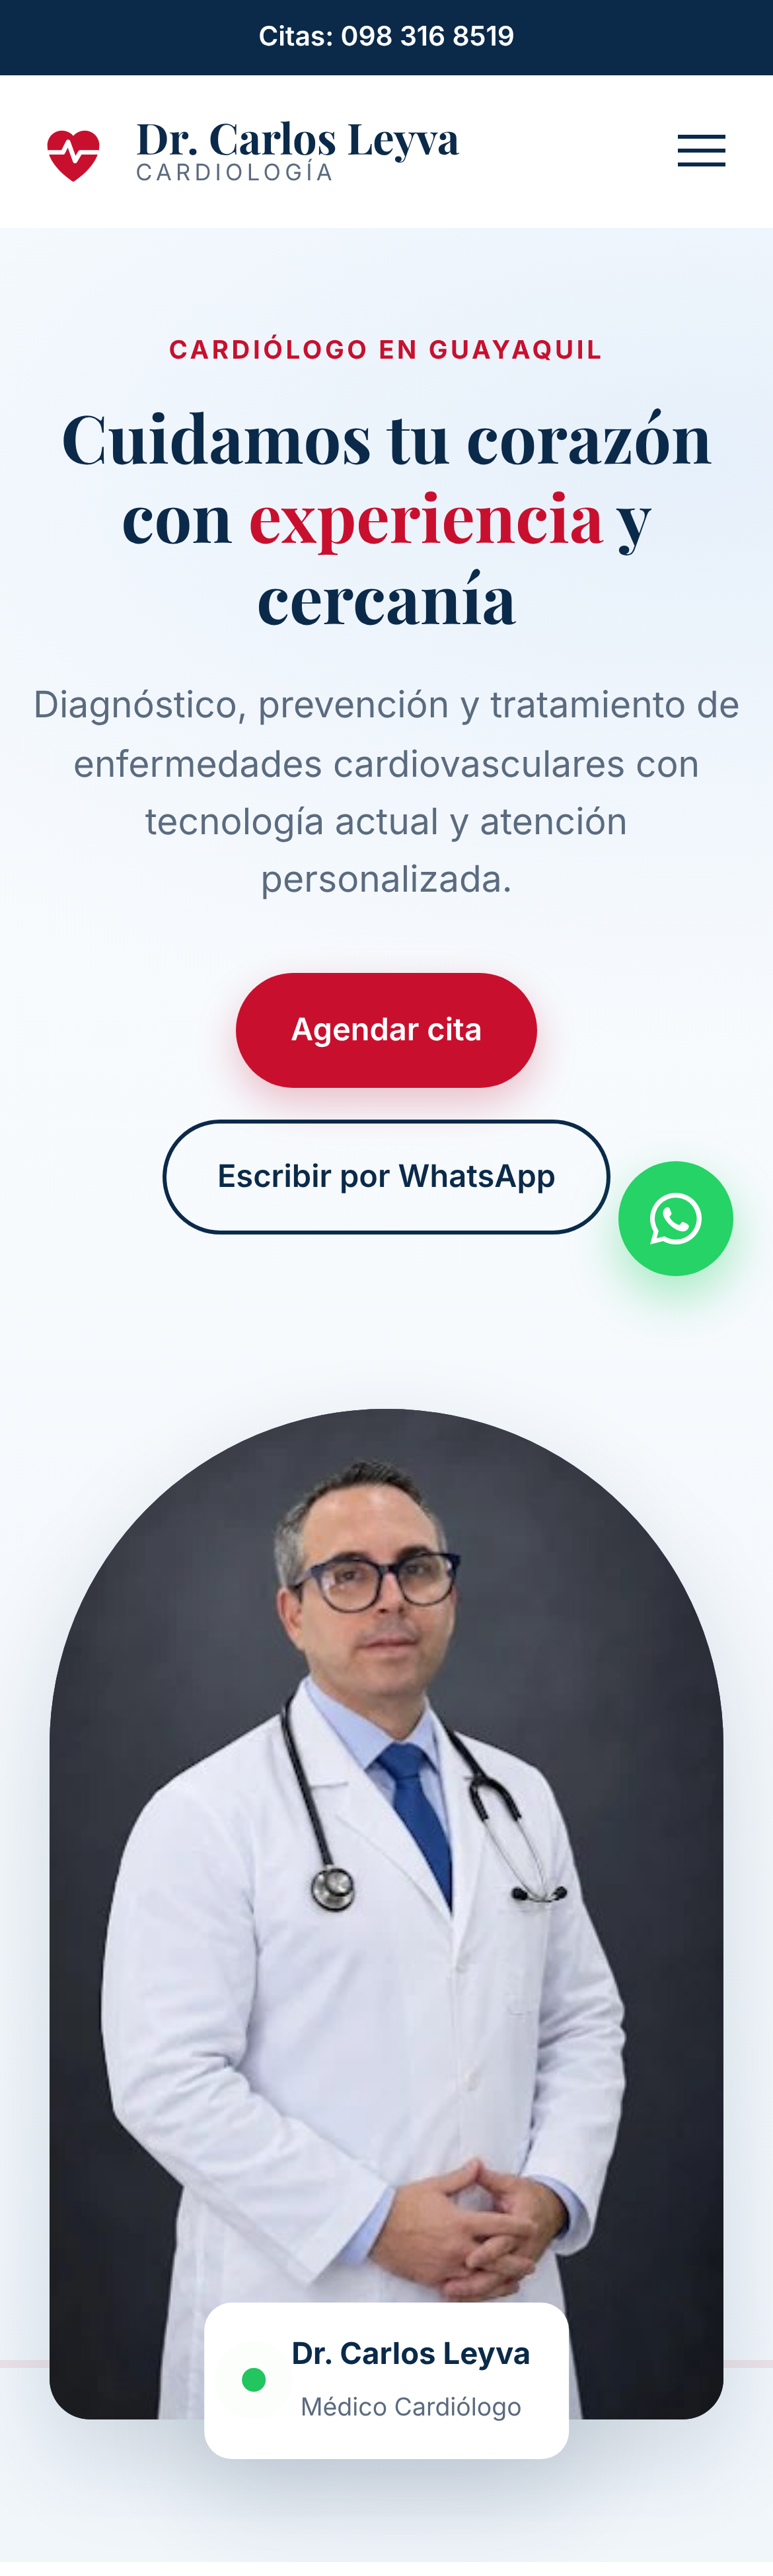 Citas: 098 316 8519
Dr. Carlos Leyva
CARDIOLOGÍA
CARDIÓLOGO EN GUAYAQUIL
Cuidamos tu corazón
con experiencia y
cercanía
Diagnóstico, prevención y tratamiento de
enfermedades cardiovasculares con
tecnología actual y atención
personalizada.
Agendar cita
Escribir por WhatsApp
Dr. Carlos Leyva
Médico Cardiólogo